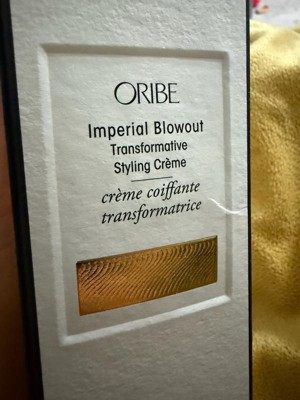 ORIBE
Imperial Blowout
Transformative
Styling Crème
crème coiffante
transformatrice